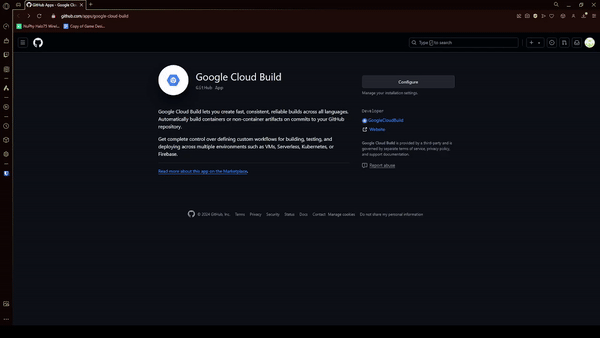 GitHub Apps - Google Cl
github.com/apps/google-cloud-build
Copy of Game Desi...
Type / to search
Google Cloud Build
GitHub App
Configure
Manage your installation settings.
Google Cloud Build lets you create fast, consistent, reliable builds across all languages.
Automatically build containers or non-container artifacts on commits to your GitHub
repository.
Get complete control over defining custom workflows for building, testing, and
deploying across multiple environments such as VMs, Serverless, Kubernetes, or
Firebase.
Read more about this app on the Marketplace.
Developer
GoogleCloudBuild
Website
Google Cloud Build is provided by a third-party and is
governed by separate terms of service, privacy policy,
and support documentation.
Report abuse
© 2024 GitHub, Inc. Terms Privacy Security Status Docs Contact Manage cookies Do not share my personal information